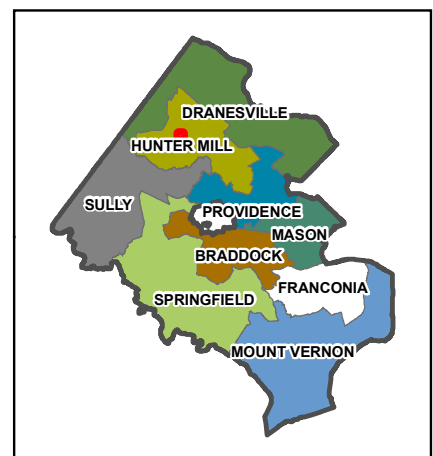 DRANESVILLE
HUNTER MILL
SULLY
PROVIDENCE
MASON
BRADDOCK
FRANCONIA
SPRINGFIELD
MOUNT VERNON